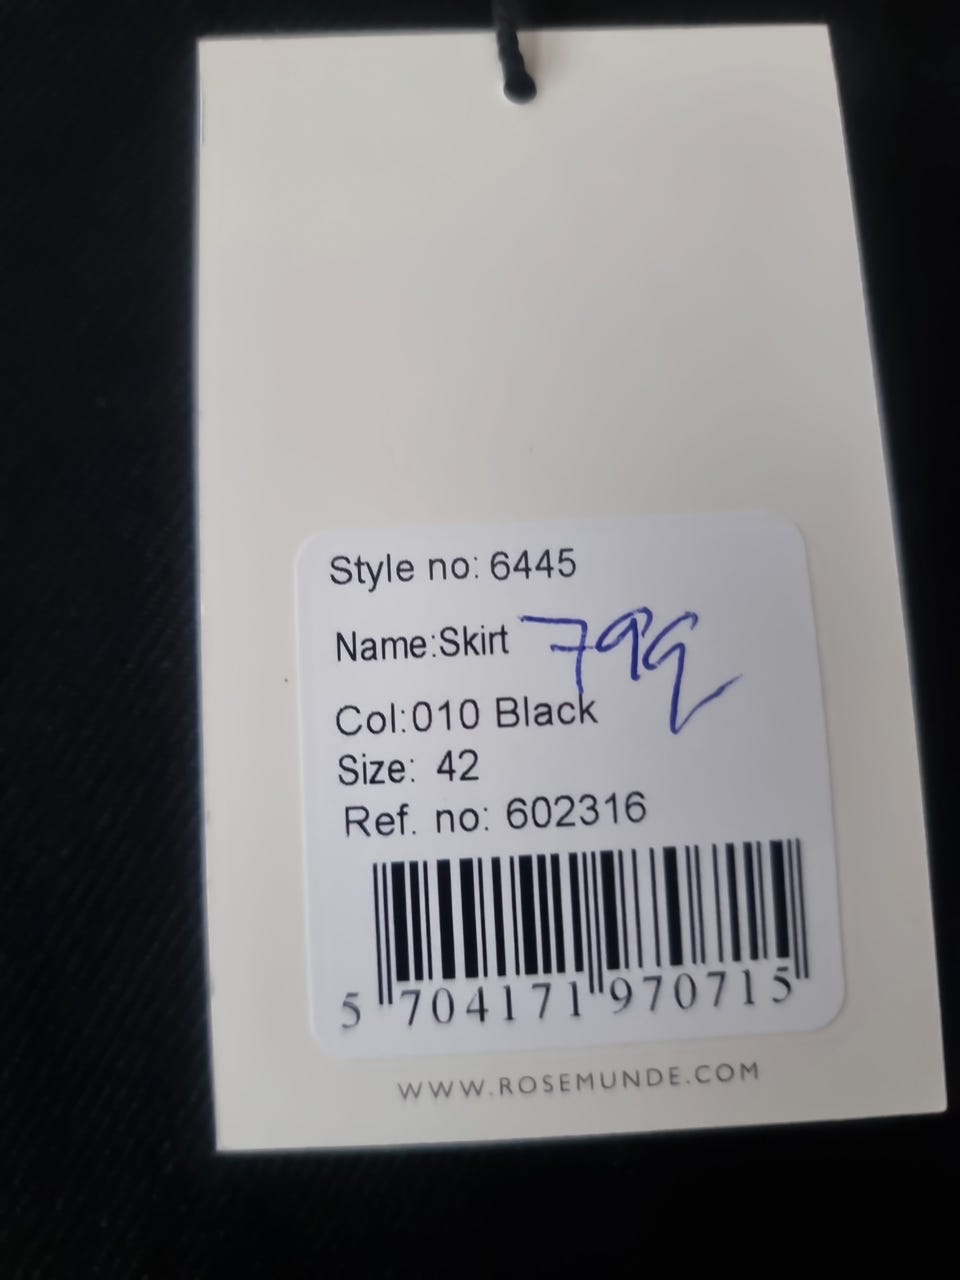 Style no: 6445
Name:Skirt 799
Col:010 Black
Size: 42
Ref. no: 602316
5 704171 970715
WWW.ROSEMUNDE.COM